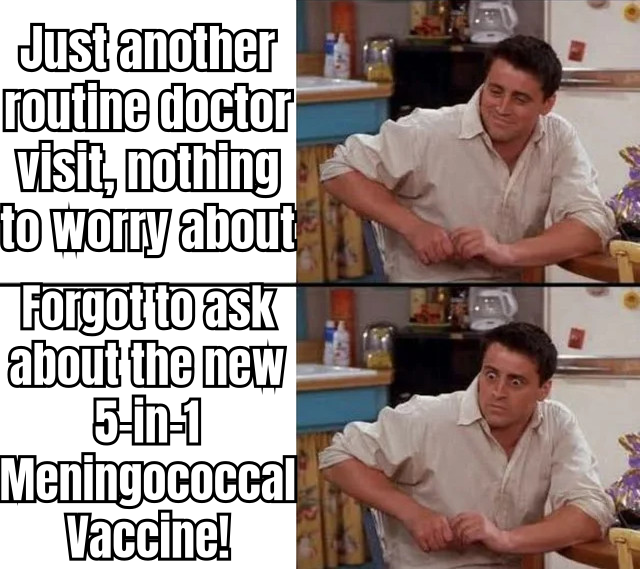 Just another
routine doctor
visit, nothing
to worry about
Forgot to ask
about the new
5-in-1
Meningococcal
Vaccine!